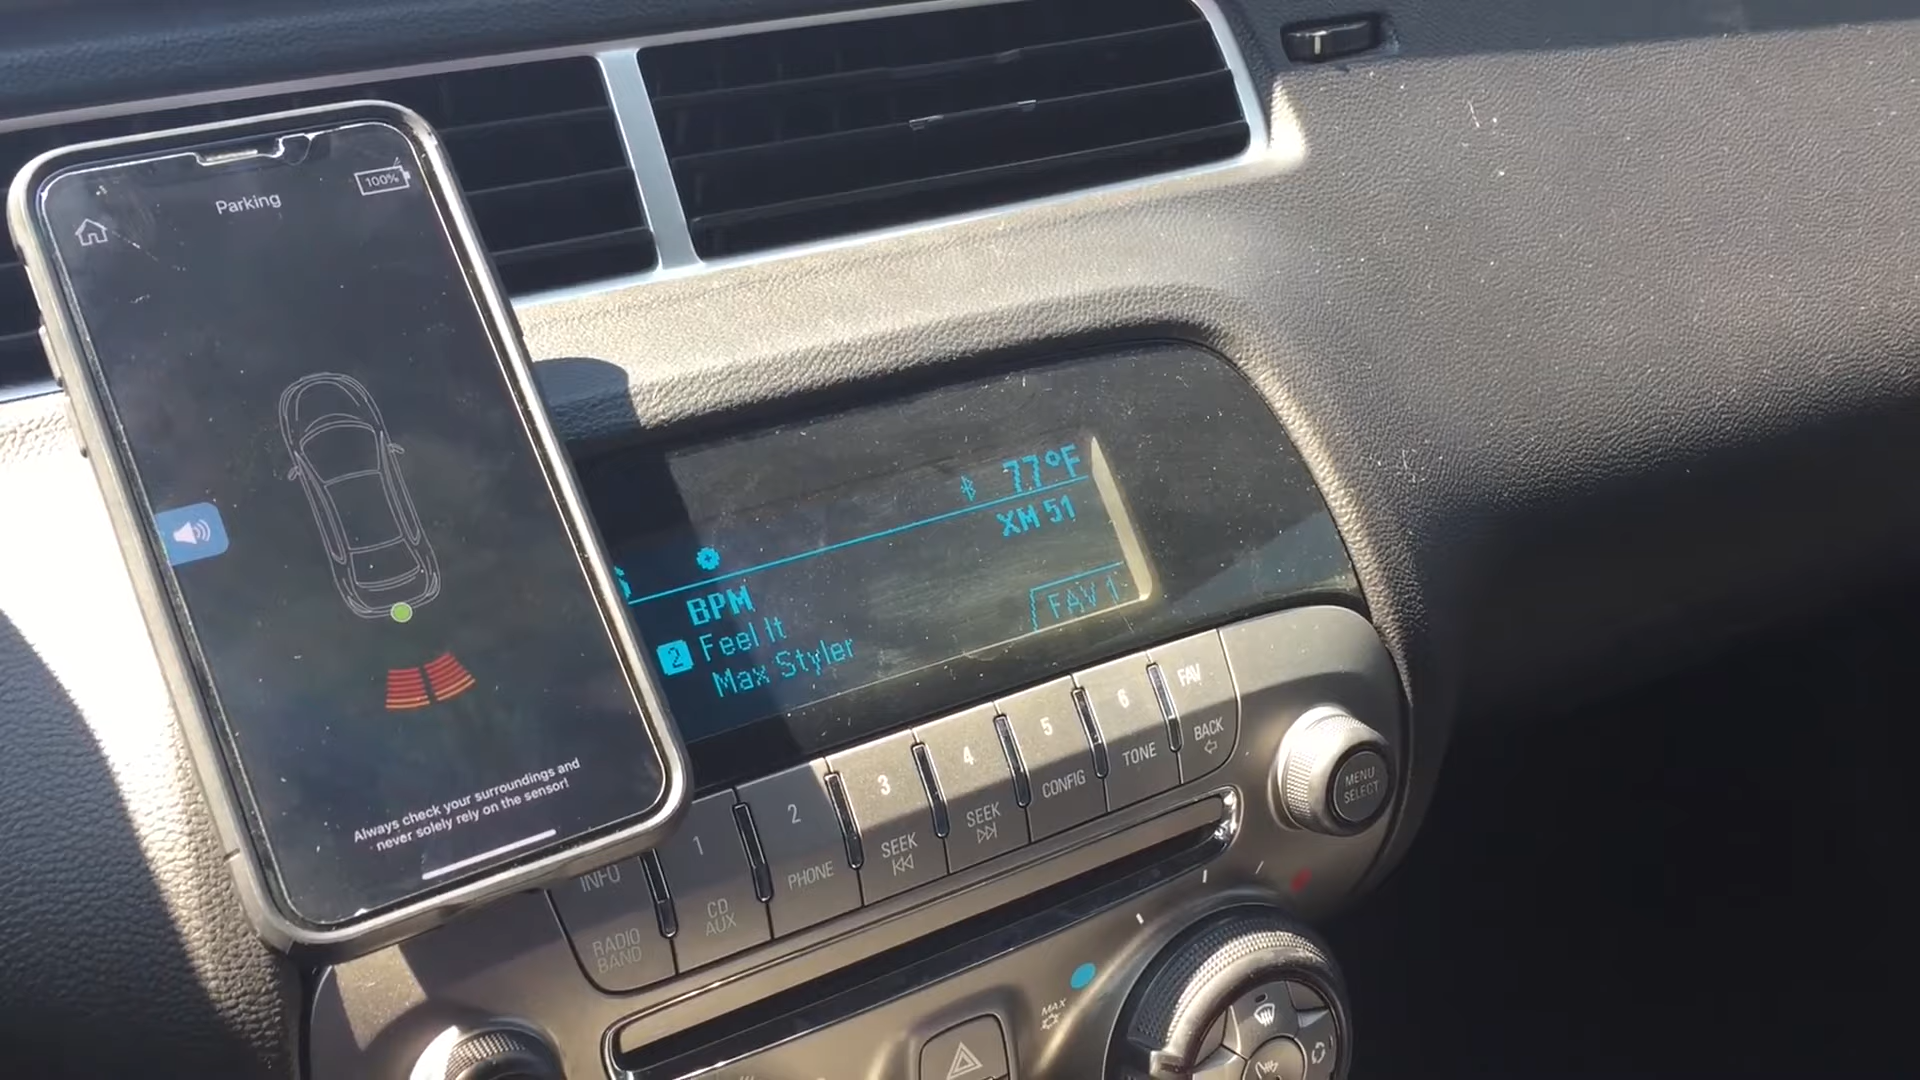 Parking
100%
Always check your surroundings and
never solely rely on the sensor!
77°F
XM 51
BPM
2 Feel It
Max Styler
FAV 1
INFO
1
2
3
4
5
6
FAV
RADIO
BAND
CD
AUX
PHONE
SEEK
SEEK
CONFIG
TONE
BACK
MENU
SELECT
MAX